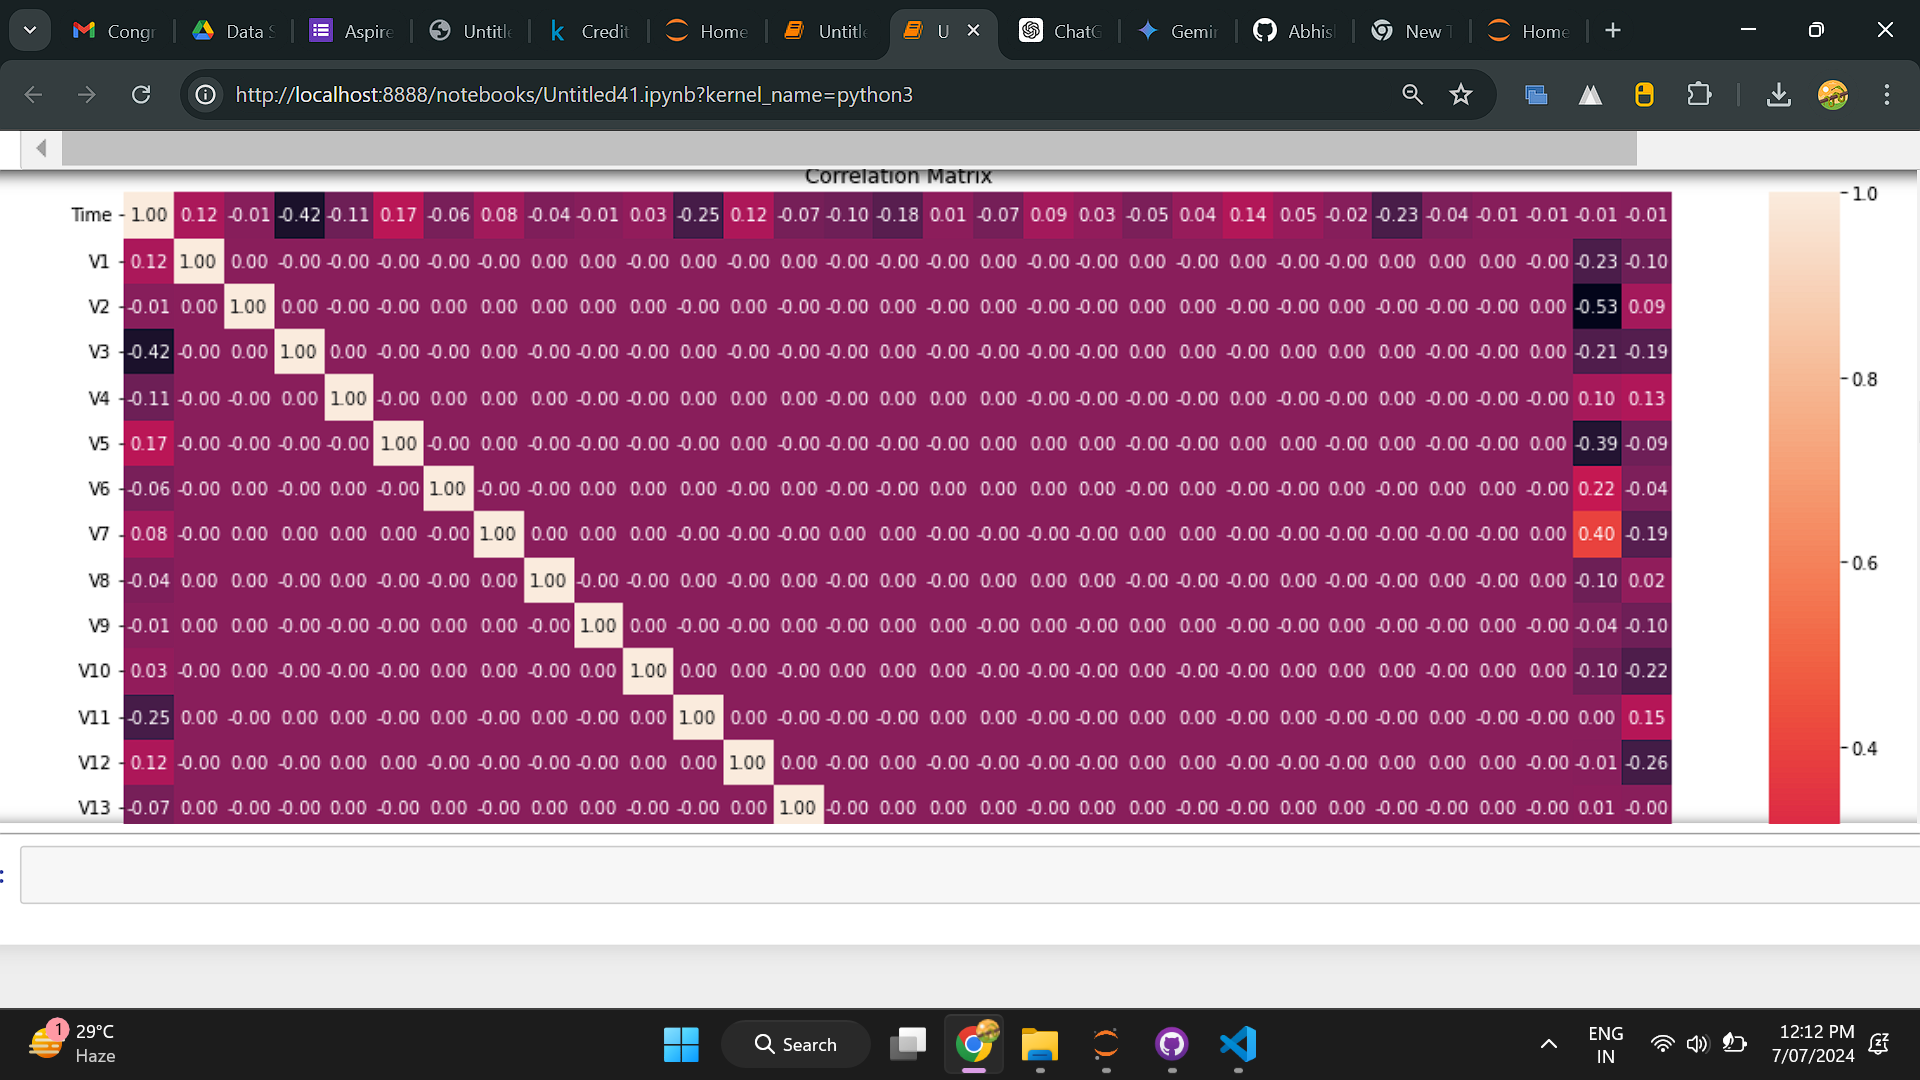 Congr
Data S
Aspire
Untitle
Credit
Home
Untitle
U
ChatG
Gemin
Abhish
New T
Home
http://localhost:8888/notebooks/Untitled41.ipynb?kernel_name=python3
Correlation Matrix
Time 1.00 0.12 -0.01 -0.42 -0.11 0.17 -0.06 0.08 -0.04 -0.01 0.03 -0.25 0.12 -0.07 -0.10 -0.18 0.01 -0.07 0.09 0.03 -0.05 0.04 0.14 0.05 -0.02 -0.23 -0.04 -0.01 -0.01 -0.01 -0.01
V1 0.12 1.00 0.00 -0.00 -0.00 -0.00 -0.00 -0.00 0.00 0.00 -0.00 0.00 -0.00 0.00 -0.00 -0.00 -0.00 0.00 -0.00 -0.00 0.00 -0.00 0.00 -0.00 -0.00 0.00 0.00 0.00 -0.00 -0.23 -0.10
V2 -0.01 0.00 1.00 0.00 -0.00 -0.00 0.00 0.00 -0.00 0.00 -0.00 0.00 -0.00 -0.00 -0.00 -0.00 0.00 -0.00 -0.00 -0.00 0.00 -0.00 -0.00 0.00 -0.00 -0.00 0.00 -0.00 0.00 -0.53 0.09
V3 -0.42 -0.00 0.00 1.00 0.00 -0.00 -0.00 0.00 -0.00 -0.00 -0.00 0.00 0.00 -0.00 -0.00 -0.00 0.00 -0.00 -0.00 -0.00 0.00 0.00 -0.00 0.00 0.00 0.00 -0.00 -0.00 0.00 -0.21 -0.19
V4 -0.11 -0.00 -0.00 0.00 1.00 -0.00 0.00 0.00 0.00 -0.00 0.00 0.00 -0.00 0.00 -0.00 0.00 0.00 0.00 -0.00 -0.00 -0.00 -0.00 0.00 0.00 0.00 -0.00 -0.00 -0.00 -0.00 0.10 0.13
V5 0.17 -0.00 -0.00 -0.00 -0.00 1.00 -0.00 0.00 0.00 0.00 -0.00 0.00 0.00 -0.00 0.00 -0.00 -0.00 -0.00 0.00 0.00 -0.00 -0.00 0.00 0.00 -0.00 -0.00 -0.00 -0.00 0.00 -0.39 -0.09
V6 -0.06 -0.00 0.00 -0.00 0.00 -0.00 1.00 -0.00 -0.00 0.00 0.00 0.00 -0.00 0.00 -0.00 -0.00 0.00 0.00 0.00 -0.00 0.00 -0.00 -0.00 0.00 -0.00 -0.00 0.00 0.00 -0.00 0.22 -0.04
V7 0.08 -0.00 0.00 0.00 0.00 0.00 -0.00 1.00 0.00 0.00 0.00 -0.00 -0.00 -0.00 0.00 0.00 -0.00 0.00 0.00 -0.00 0.00 -0.00 -0.00 0.00 -0.00 -0.00 -0.00 -0.00 0.00 0.40 -0.19
V8 -0.04 0.00 0.00 -0.00 0.00 -0.00 -0.00 0.00 1.00 -0.00 -0.00 0.00 0.00 -0.00 -0.00 0.00 -0.00 0.00 0.00 -0.00 -0.00 -0.00 0.00 -0.00 -0.00 0.00 -0.00 0.00 0.00 -0.10 0.02
V9 -0.01 0.00 0.00 -0.00 -0.00 0.00 0.00 0.00 -0.00 1.00 0.00 -0.00 -0.00 0.00 0.00 -0.00 0.00 -0.00 0.00 -0.00 0.00 0.00 -0.00 -0.00 0.00 -0.00 -0.00 0.00 -0.00 -0.04 -0.10
V10 0.03 -0.00 0.00 -0.00 0.00 -0.00 0.00 0.00 -0.00 0.00 1.00 0.00 0.00 -0.00 0.00 0.00 -0.00 0.00 0.00 -0.00 0.00 0.00 -0.00 0.00 -0.00 0.00 -0.00 0.00 0.00 -0.10 -0.22
V11 -0.25 0.00 -0.00 0.00 0.00 0.00 0.00 -0.00 0.00 -0.00 0.00 1.00 0.00 -0.00 -0.00 -0.00 0.00 0.00 -0.00 0.00 0.00 0.00 -0.00 0.00 -0.00 -0.00 0.00 -0.00 -0.00 0.00 0.15
V12 0.12 -0.00 0.00 -0.00 0.00 0.00 -0.00 -0.00 -0.00 -0.00 0.00 0.00 1.00 0.00 -0.00 0.00 -0.00 -0.00 -0.00 0.00 0.00 0.00 -0.00 -0.00 -0.00 0.00 0.00 0.00 -0.00 -0.01 -0.26
V13 -0.07 0.00 -0.00 -0.00 0.00 -0.00 0.00 -0.00 -0.00 0.00 -0.00 -0.00 0.00 1.00 -0.00 0.00 0.00 0.00 -0.00 0.00 0.00 -0.00 -0.00 0.00 0.00 -0.00 -0.00 0.00 -0.00 0.01 -0.00
1.0
0.8
0.6
0.4
:
1
29°C
Haze
Search
ENG
IN
12:12 PM
7/07/2024